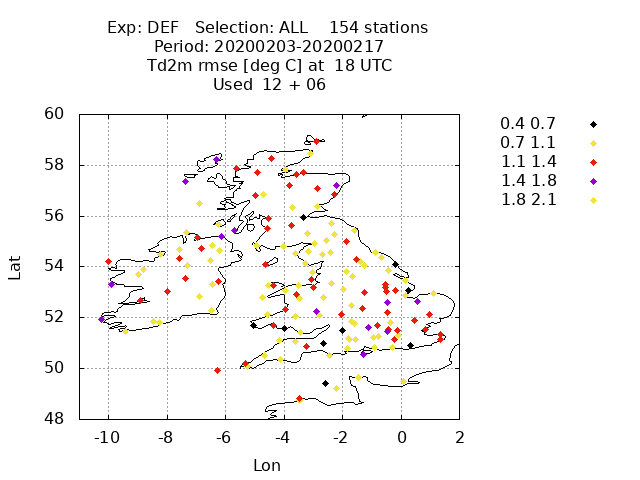 Exp: DEF   Selection: ALL    154 stations
Period: 20200203-20200217
Td2m rmse [deg C] at  18 UTC
Used  12 + 06
0.4 0.7
0.7 1.1
1.1 1.4
1.4 1.8
1.8 2.1
60
58
56
54
52
50
48
Lat
-10 -8 -6 -4 -2 0 2
Lon